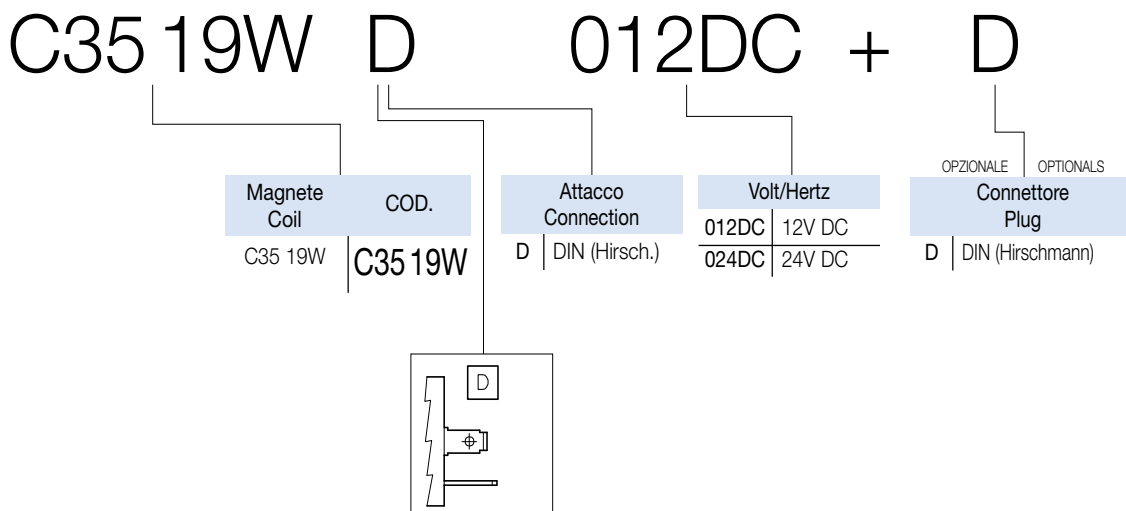 C35 19W D 012DC + D
OPZIONALE OPTIONALS
Magnete
Coil
COD.
C35 19W
C35 19W
Attacco
Connection
D DIN (Hirsch.)
Volt/Hertz
012DC 12V DC
024DC 24V DC
Connettore
Plug
D DIN (Hirschmann)
D